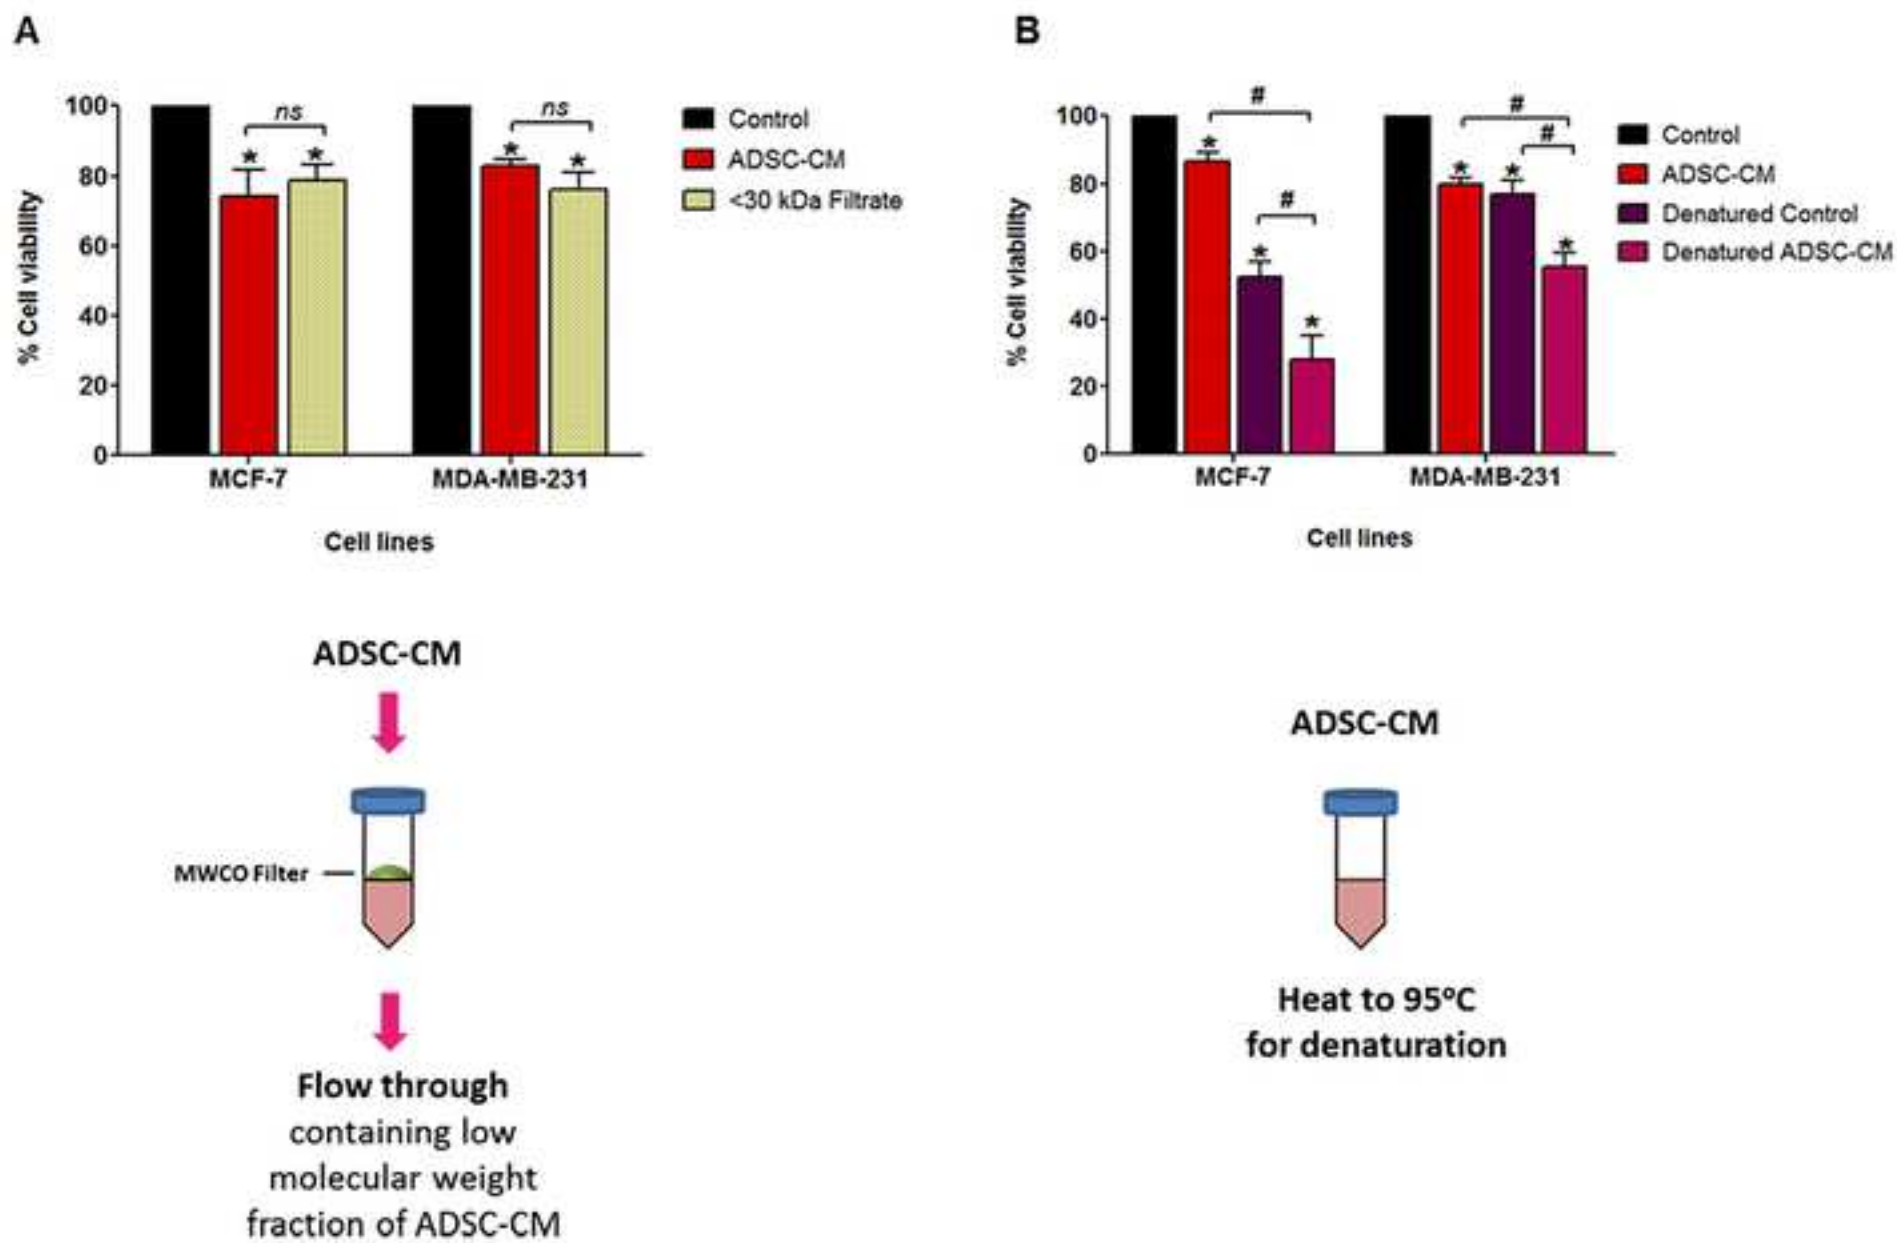 A
100
80
60
40
20
0
% Cell viability
ns
*
*
ns
*
*
MCF-7
MDA-MB-231
Cell lines
Control
ADSC-CM
<30 kDa Filtrate
B
100
80
60
40
20
0
% Cell viability
#
*
#
*
*
#
#
*
*
*
MCF-7
MDA-MB-231
Cell lines
Control
ADSC-CM
Denatured Control
Denatured ADSC-CM
ADSC-CM
MWCO Filter
Flow through
containing low
molecular weight
fraction of ADSC-CM
ADSC-CM
Heat to 95°C
for denaturation